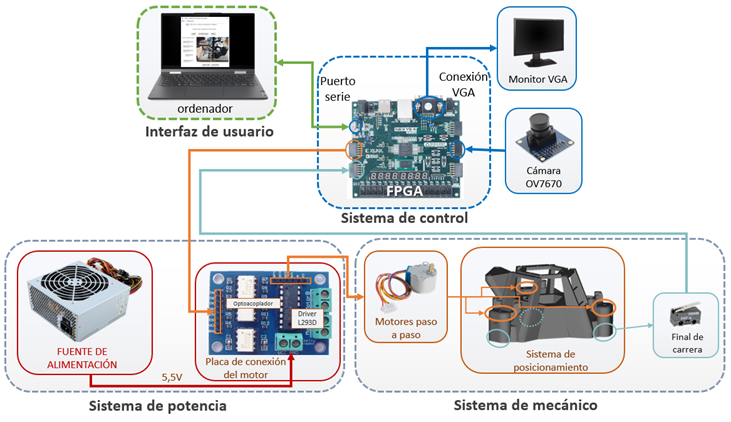 ordenador
Interfaz de usuario
Puerto
serie
Conexión
VGA
Monitor VGA
Cámara
OV7670
FPGA
Sistema de control
FUENTE DE
ALIMENTACIÓN
5,5V
Optoacoplador
Driver
L293D
Placa de conexión
del motor
Sistema de potencia
Motores paso
a paso
Sistema de
posicionamiento
Final de
carrera
Sistema de mecánico